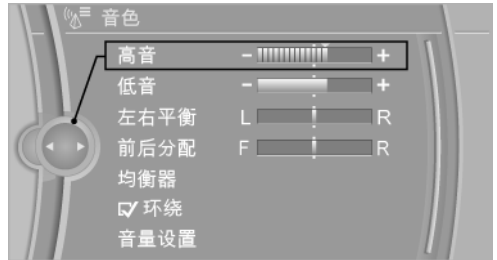 音色
高音 - +
低音 - +
左右平衡 L R
前后分配 F R
均衡器
环绕
音量设置